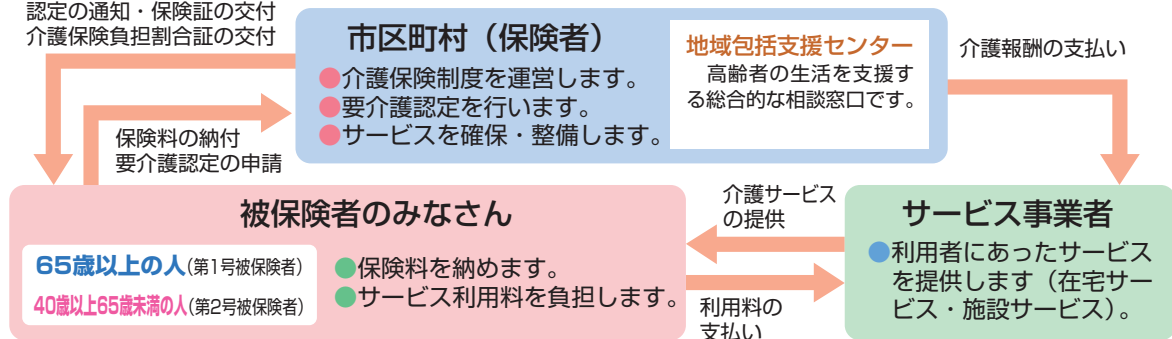 認定の通知・保険証の交付
介護保険負担割合証の交付
市区町村（保険者）
●介護保険制度を運営します。
●要介護認定を行います。
●サービスを確保・整備します。
地域包括支援センター
高齢者の生活を支援す
る総合的な相談窓口です。
介護報酬の支払い
保険料の納付
要介護認定の申請
被保険者のみなさん
65歳以上の人(第1号被保険者)
40歳以上65歳未満の人(第2号被保険者)
●保険料を納めます。
●サービス利用料を負担します。
介護サービス
の提供
利用料の
支払い
サービス事業者
●利用者にあったサービス
を提供します（在宅サー
ビス・施設サービス）。